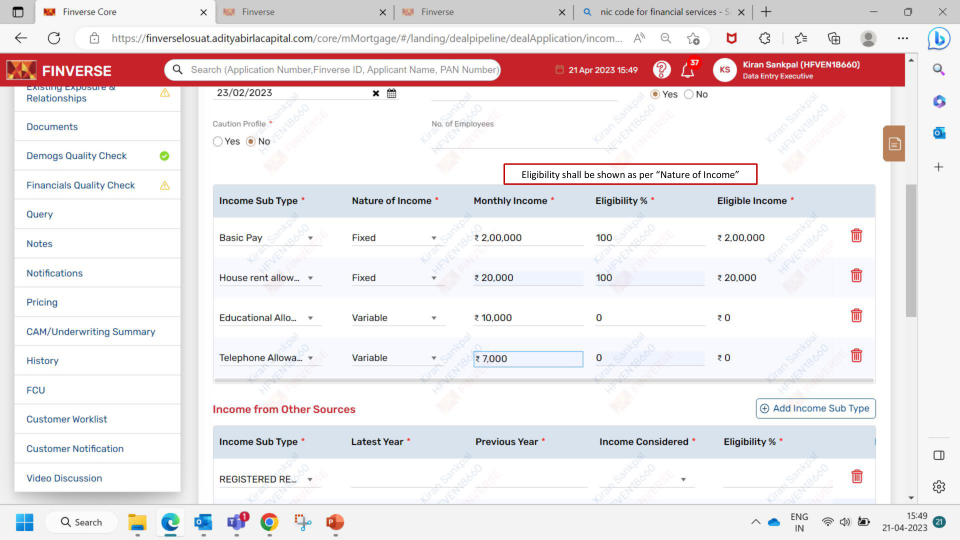 Finverse Core
Finverse
Finverse
nic code for financial services - S
https://finverselosuat.adityabirlacapital.com/core/mMortgage/#/landing/dealpipeline/dealApplication/incom...
FINVERSE
Search (Application Number,Finverse ID, Applicant Name, PAN Number)
21 Apr 2023 15:49
37
KS
Kiran Sankpal (HFVEN18660)
Data Entry Executive
Existing Exposure &
Relationships
Documents
Demogs Quality Check
Financials Quality Check
Query
Notes
Notifications
Pricing
CAM/Underwriting Summary
History
FCU
Customer Worklist
Customer Notification
Video Discussion
23/02/2023
Yes No
Caution Profile *
Yes No
No. of Employees
Eligibility shall be shown as per “Nature of Income”
Income Sub Type * Nature of Income * Monthly Income * Eligibility % * Eligible Income *
Basic Pay Fixed ₹ 2,00,000 100 ₹ 2,00,000
House rent allow... Fixed ₹ 20,000 100 ₹ 20,000
Educational Allo... Variable ₹ 10,000 0 ₹ 0
Telephone Allowa... Variable ₹ 7,000 0 ₹ 0
Income from Other Sources
Add Income Sub Type
Income Sub Type * Latest Year * Previous Year * Income Considered * Eligibility % *
REGISTERED RE...
Kiran Sankpal
HFVEN18660
FINVERSE
Search
1
ENG
IN
15:49
21-04-2023
21